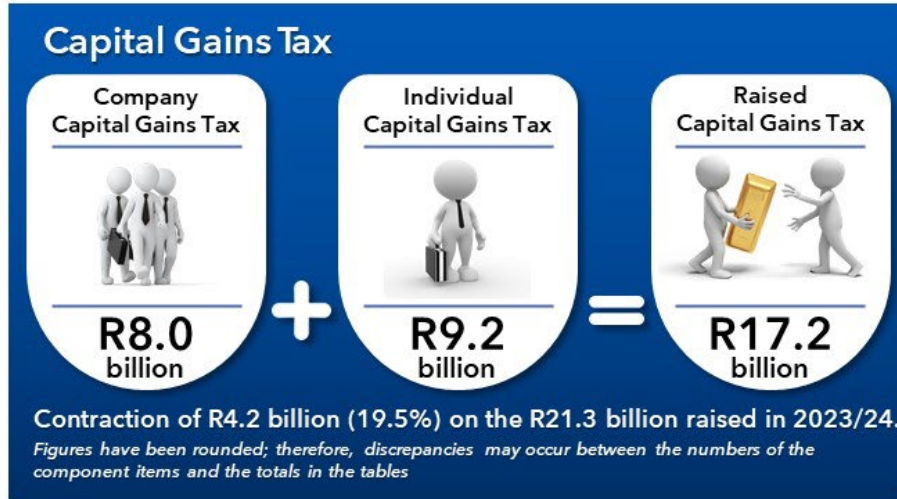 Capital Gains Tax
Company
Capital Gains Tax
R8.0
billion
+
Individual
Capital Gains Tax
R9.2
billion
=
Raised
Capital Gains Tax
R17.2
billion
Contraction of R4.2 billion (19.5%) on the R21.3 billion raised in 2023/24.
Figures have been rounded; therefore, discrepancies may occur between the numbers of the
component items and the totals in the tables